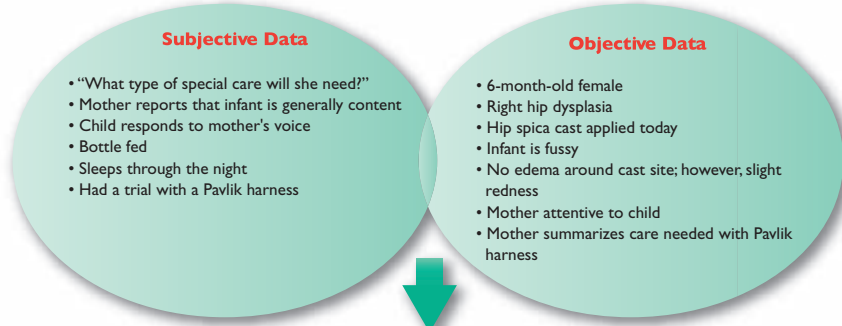 Subjective Data
• “What type of special care will she need?”
• Mother reports that infant is generally content
• Child responds to mother's voice
• Bottle fed
• Sleeps through the night
• Had a trial with a Pavlik harness
Objective Data
• 6-month-old female
• Right hip dysplasia
• Hip spica cast applied today
• Infant is fussy
• No edema around cast site; however, slight
redness
• Mother attentive to child
• Mother summarizes care needed with Pavlik
harness